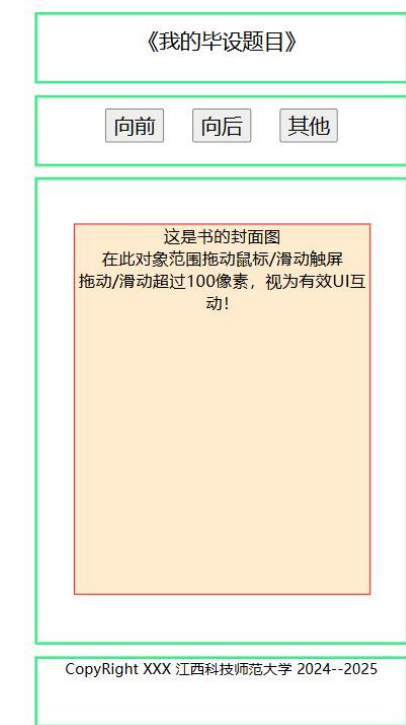 《我的毕设题目》
向前 向后 其他
这是书的封面图
在此对象范围拖动鼠标/滑动触屏
拖动/滑动超过100像素，视为有效UI互
动！
CopyRight XXX 江西科技师范大学 2024--2025